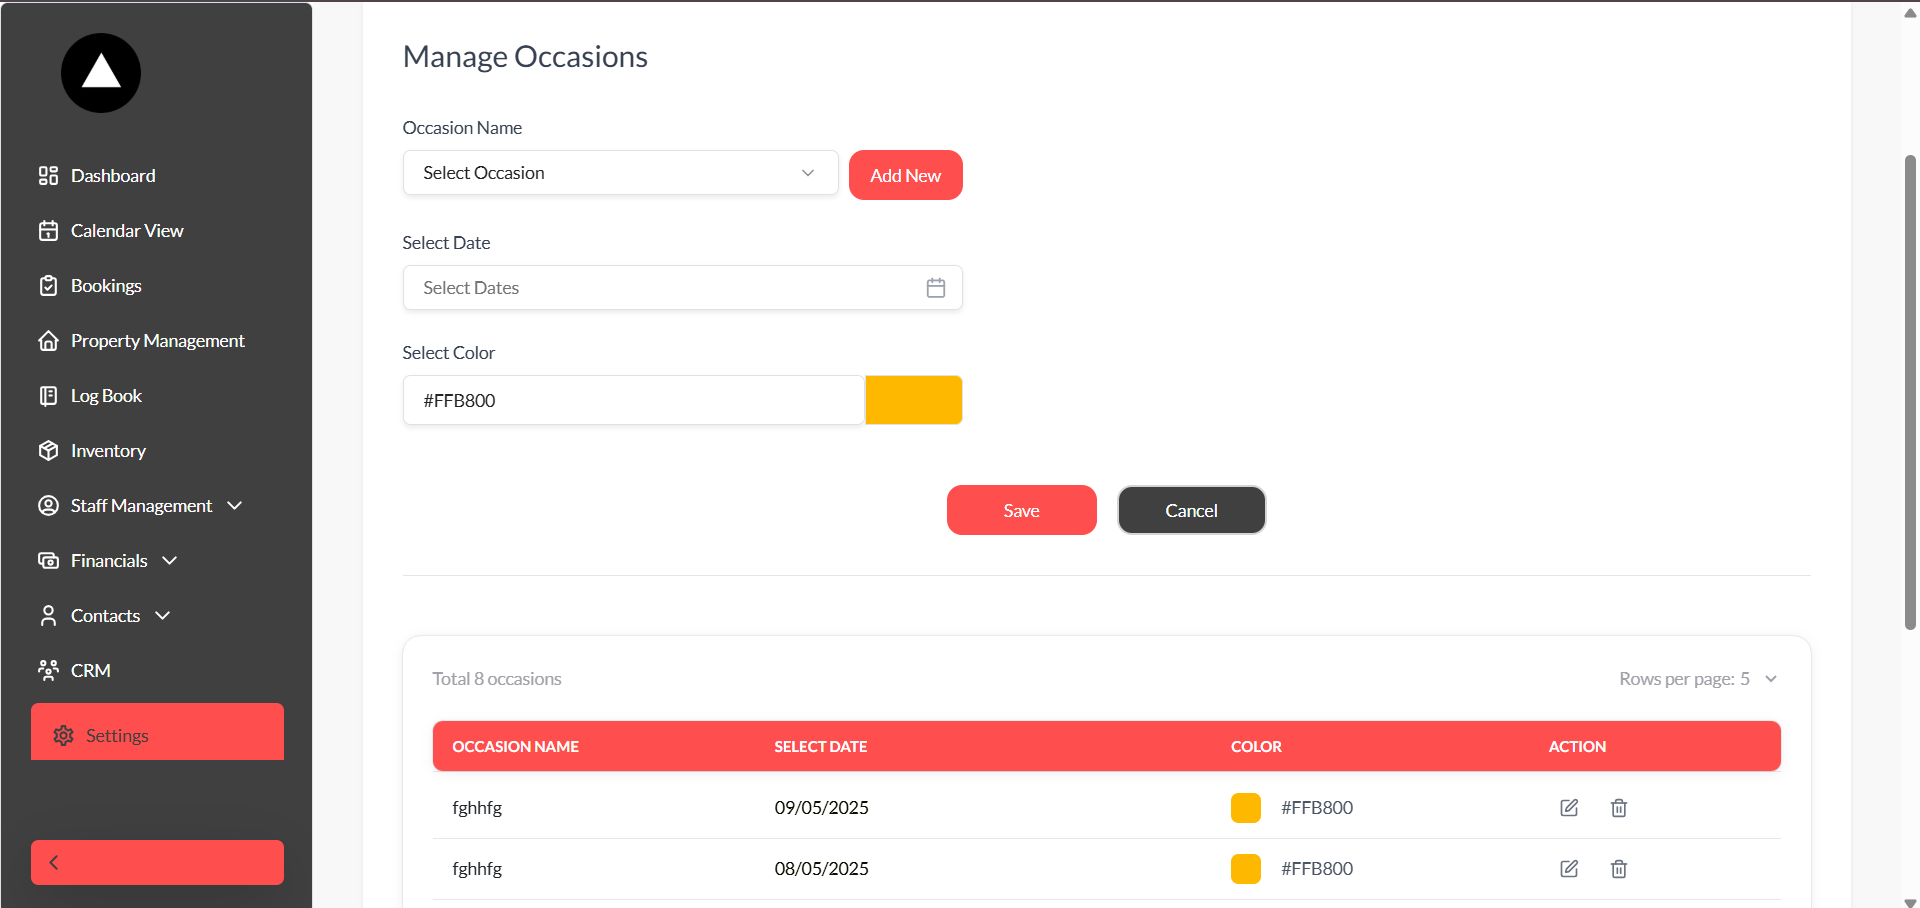 Dashboard
Calendar View
Bookings
Property Management
Log Book
Inventory
Staff Management
Financials
Contacts
CRM
Settings
Manage Occasions
Occasion Name
Select Occasion
Add New
Select Date
Select Dates
Select Color
#FFB800
Save Cancel
Total 8 occasions Rows per page: 5
OCCASION NAME SELECT DATE COLOR ACTION
fghhfg 09/05/2025 #FFB800
fghhfg 08/05/2025 #FFB800